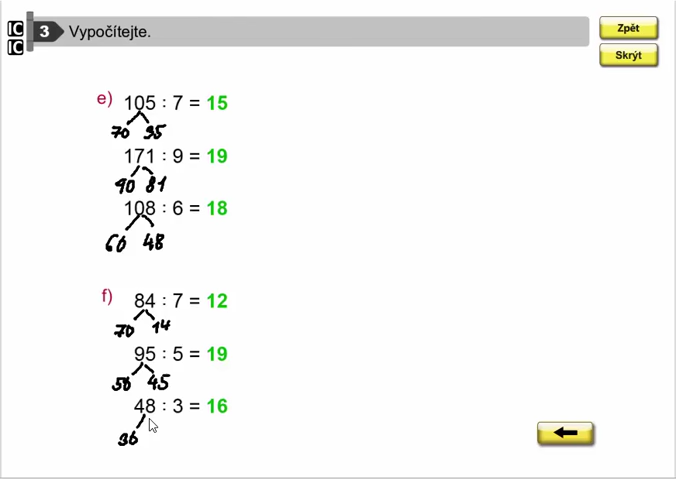 3 Vypočítejte.
Zpět
Skrýt
e) 105 : 7 = 15
70 35
171 : 9 = 19
90 81
108 : 6 = 18
60 48
f) 84 : 7 = 12
70 14
95 : 5 = 19
50 45
48 : 3 = 16
30